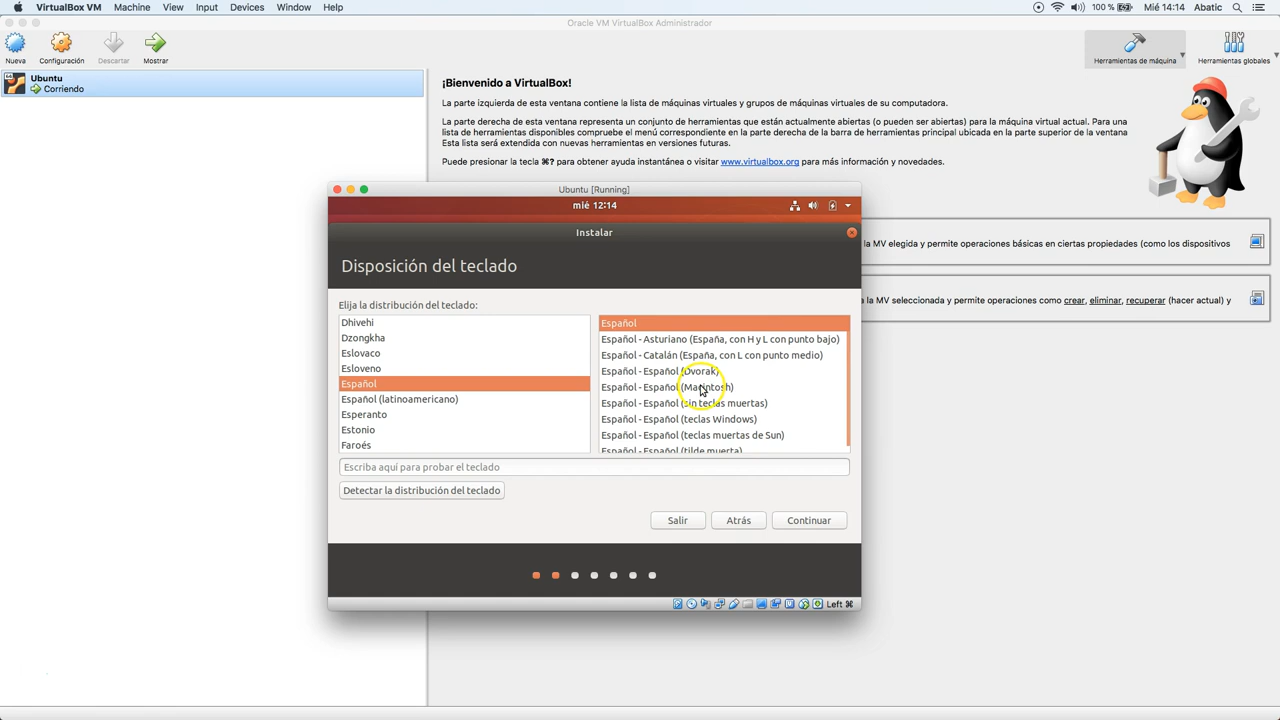 VirtualBox VM Machine View Input Devices Window Help 100 % Mié 14:14 Abatic
Oracle VM VirtualBox Administrador
Nueva Configuración Descartar Mostrar Herramientas de máquina Herramientas globales
64
Ubuntu
Corriendo
¡Bienvenido a VirtualBox!
La parte izquierda de esta ventana contiene la lista de máquinas virtuales y grupos de máquinas virtuales de su computadora.
La parte derecha de esta ventana representa un conjunto de herramientas que están actualmente abiertas (o pueden ser abiertas) para la máquina virtual actual. Para una
lista de herramientas disponibles compruebe el menú correspondiente en la parte derecha de la barra de herramientas principal ubicada en la parte superior de la ventana
Esta lista será extendida con nuevas herramientas en versiones futuras.
Puede presionar la tecla ⌘? para obtener ayuda instantánea o visitar www.virtualbox.org para más información y novedades.
la MV elegida y permite operaciones básicas en ciertas propiedades (como los dispositivos
la MV seleccionada y permite operaciones como crear, eliminar, recuperar (hacer actual) y
Ubuntu [Running]
mié 12:14
Instalar
Disposición del teclado
Elija la distribución del teclado:
Dhivehi
Dzongkha
Eslovaco
Esloveno
Español
Español (latinoamericano)
Esperanto
Estonio
Faroés
Español
Español - Asturiano (España, con H y L con punto bajo)
Español - Catalán (España, con L con punto medio)
Español - Español (Dvorak)
Español - Español (Macintosh)
Español - Español (sin teclas muertas)
Español - Español (teclas Windows)
Español - Español (teclas muertas de Sun)
Español - Español (tilde muerta)
Escriba aquí para probar el teclado
Detectar la distribución del teclado
Salir Atrás Continuar
Left ⌘